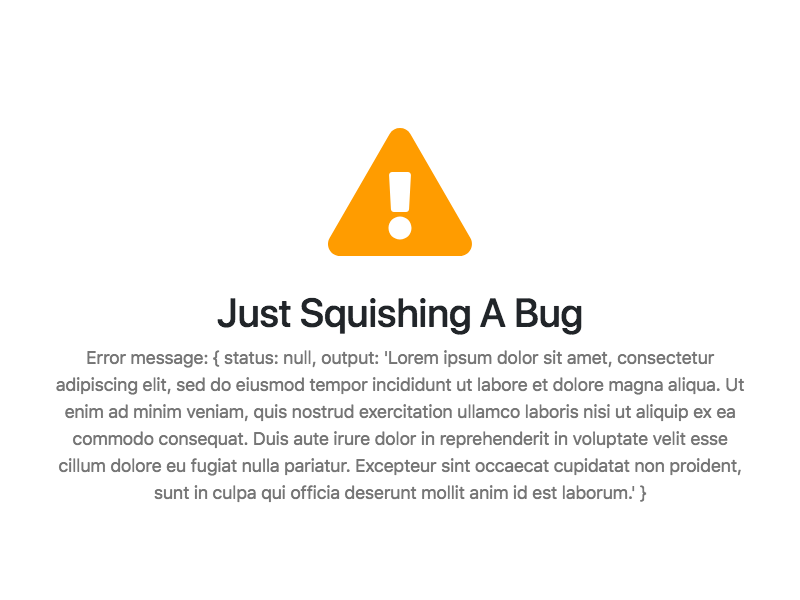 Just Squishing A Bug
Error message: { status: null, output: 'Lorem ipsum dolor sit amet, consectetur
adipiscing elit, sed do eiusmod tempor incididunt ut labore et dolore magna aliqua. Ut
enim ad minim veniam, quis nostrud exercitation ullamco laboris nisi ut aliquip ex ea
commodo consequat. Duis aute irure dolor in reprehenderit in voluptate velit esse
cillum dolore eu fugiat nulla pariatur. Excepteur sint occaecat cupidatat non proident,
sunt in culpa qui officia deserunt mollit anim id est laborum.' }